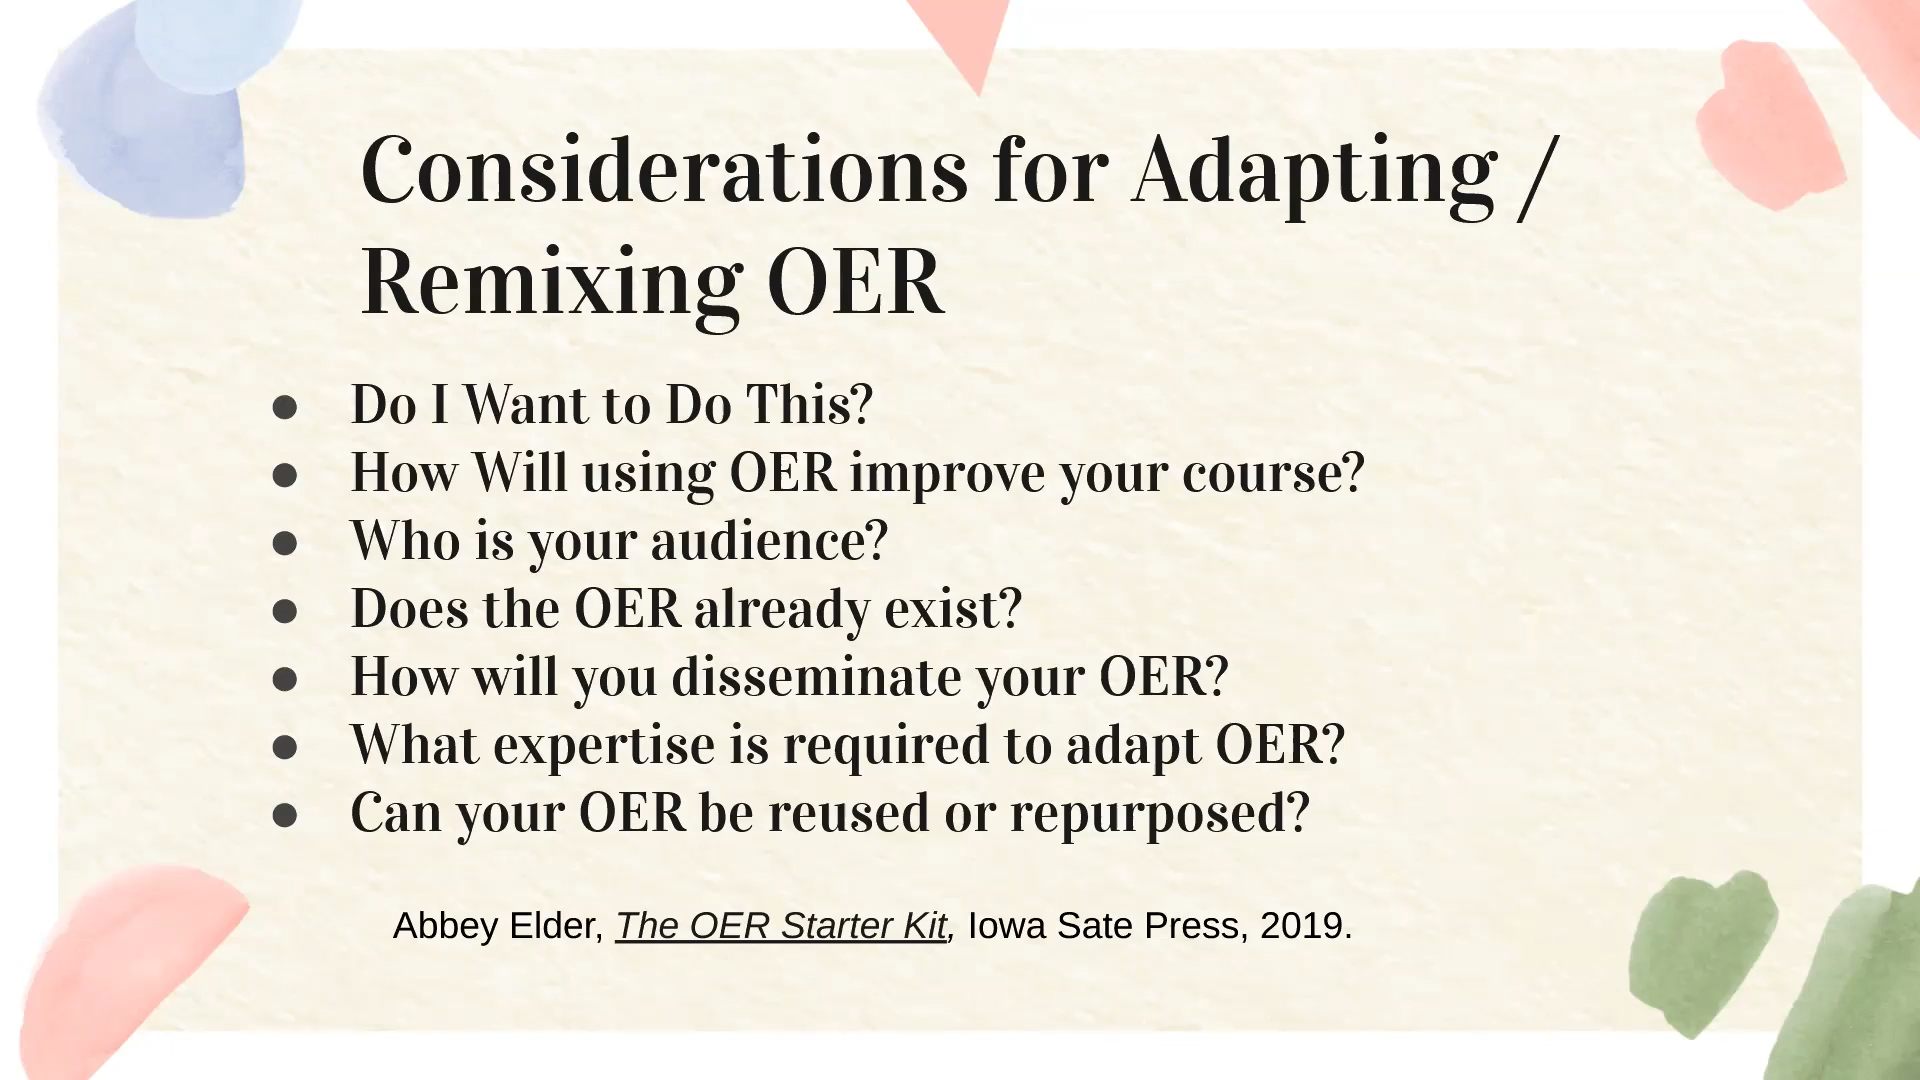 Considerations for Adapting /
Remixing OER
● Do I Want to Do This?
● How Will using OER improve your course?
● Who is your audience?
● Does the OER already exist?
● How will you disseminate your OER?
● What expertise is required to adapt OER?
● Can your OER be reused or repurposed?
Abbey Elder, The OER Starter Kit, Iowa Sate Press, 2019.